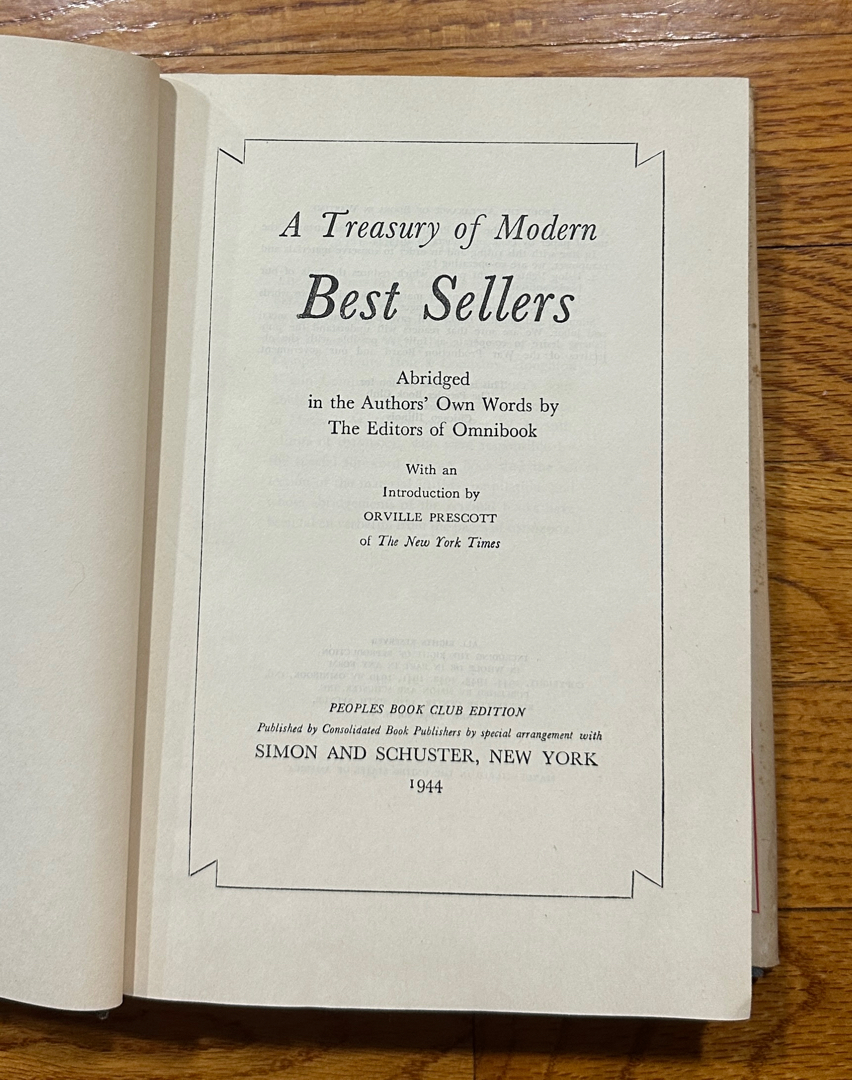 A Treasury of Modern
Best Sellers
Abridged
in the Authors' Own Words by
The Editors of Omnibook
With an
Introduction by
ORVILLE PRESCOTT
of The New York Times
PEOPLES BOOK CLUB EDITION
Published by Consolidated Book Publishers by special arrangement with
SIMON AND SCHUSTER, NEW YORK
1944